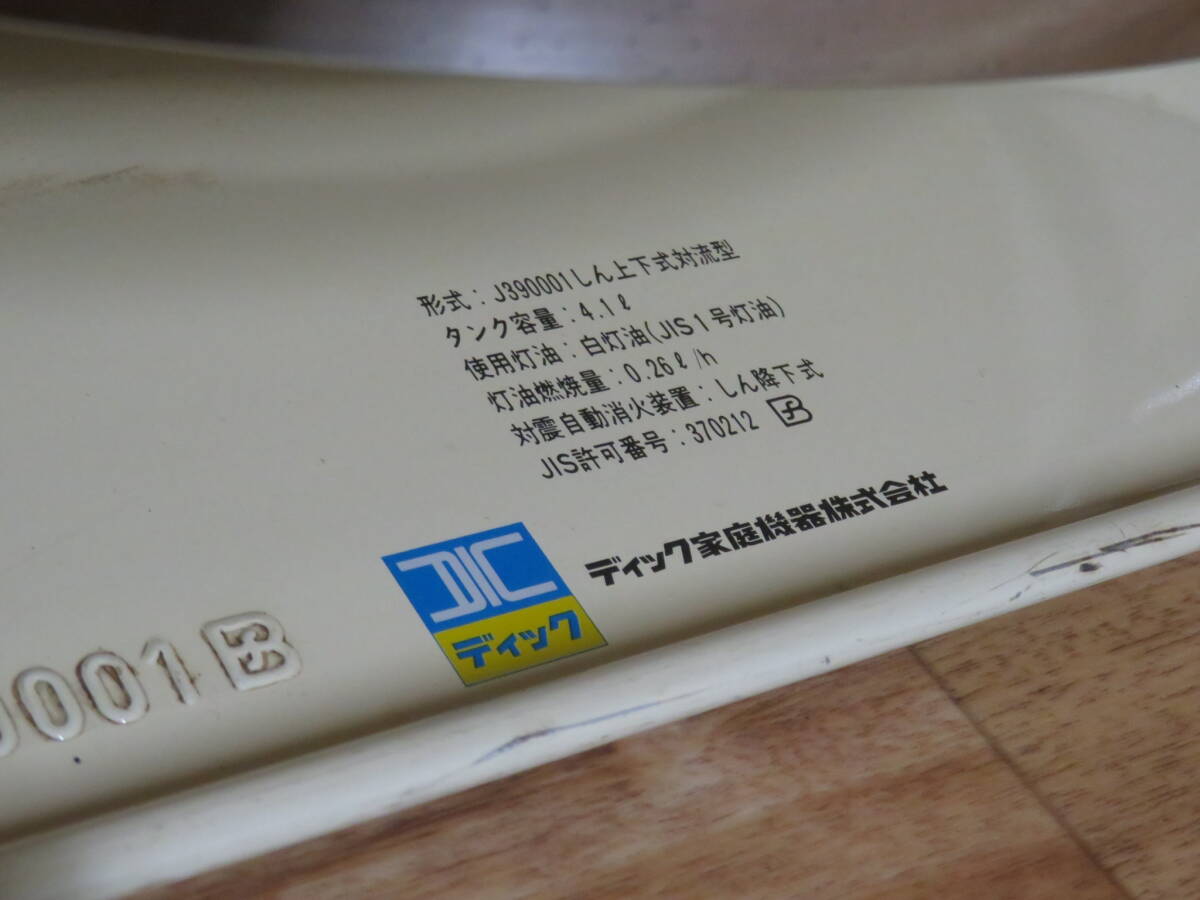 形式：J390001しん上下式対流型
タンク容量：4.1ℓ
使用灯油：白灯油(JIS1号灯油)
灯油燃焼量：0.26ℓ/h
対震自動消火装置：しん降下式
JIS許可番号：370212
DIC
ディック
ディック家庭機器株式会社
0001